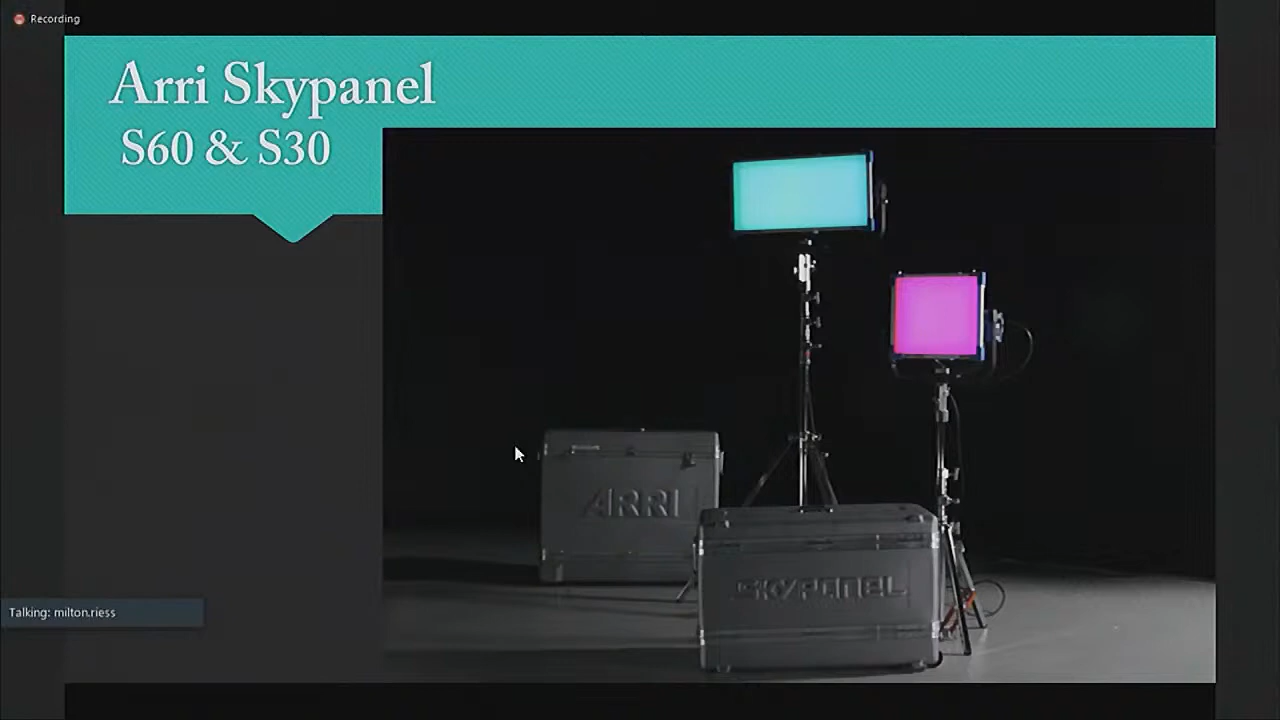 Recording
Arri Skypanel
S60 & S30
ARRI
SKYPANEL
Talking: milton.riess